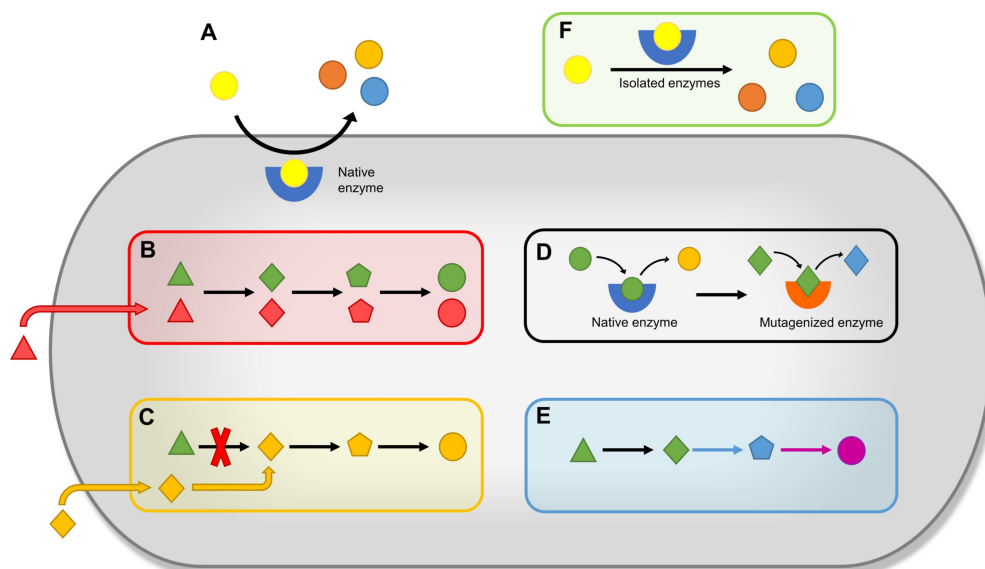 A
F
Isolated enzymes
Native
enzyme
B
D
Native enzyme
Mutagenized enzyme
C
E